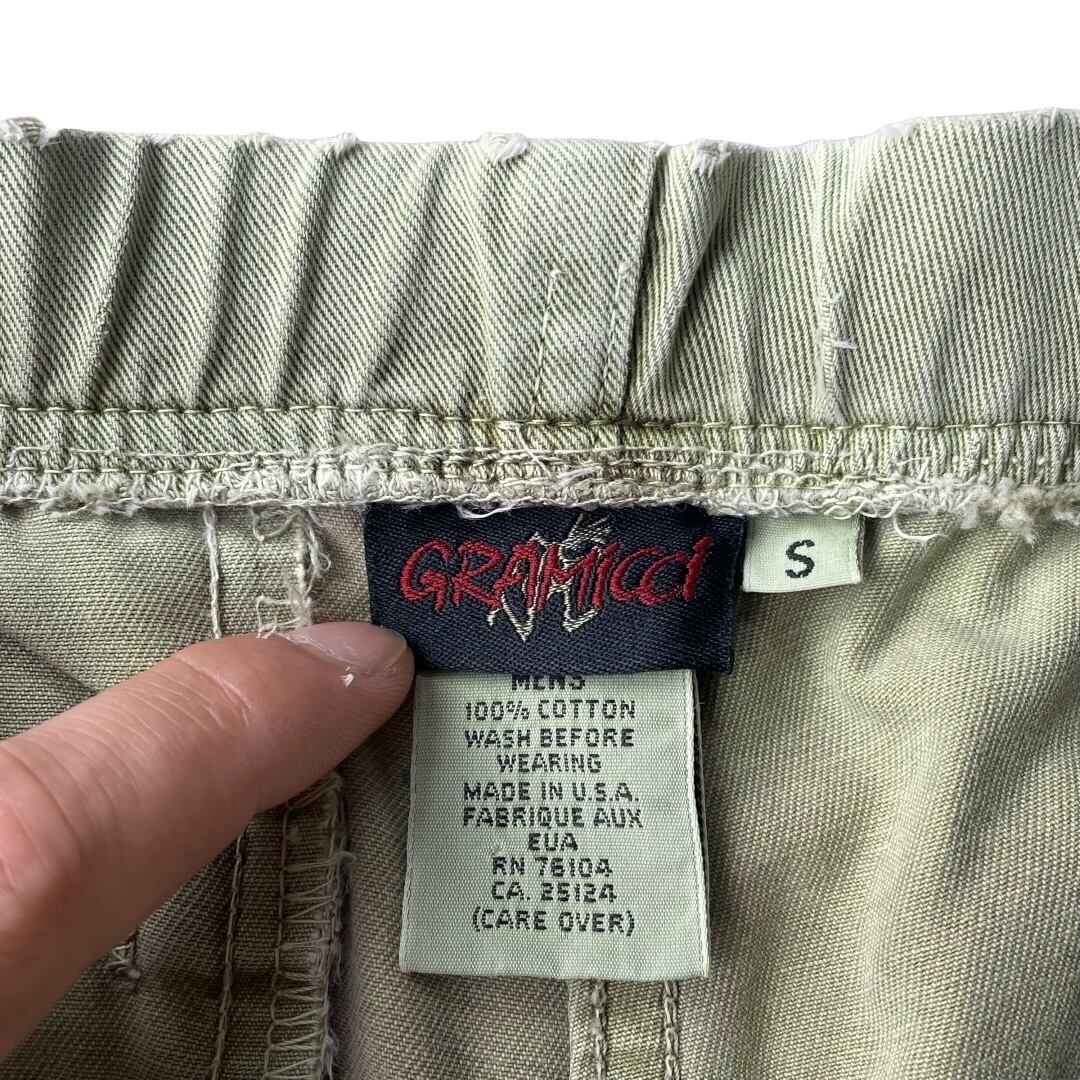 GRAMICCI
S
MENS
100% COTTON
WASH BEFORE
WEARING
MADE IN U.S.A.
FABRIQUE AUX
EUA
RN 76104
CA. 25124
(CARE OVER)